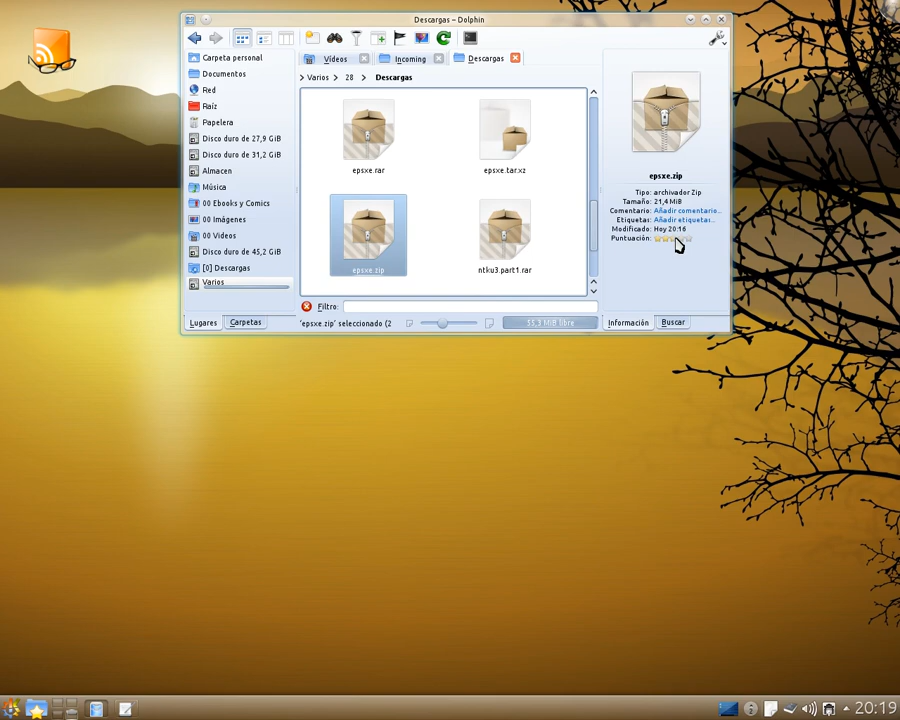 Descargas – Dolphin
Carpeta personal
Documentos
Red
Raíz
Papelera
Disco duro de 27,9 GiB
Disco duro de 31,2 GiB
Almacen
Música
00 Ebooks y Comics
00 Imágenes
00 Videos
Disco duro de 45,2 GiB
[0] Descargas
Varios
Lugares
Carpetas
Vídeos
Incoming
Descargas
Varios
28
Descargas
epsxe.rar
epsxe.tar.xz
epsxe.zip
ntku3.part1.rar
Filtro:
'epsxe.zip' seleccionado (2
55,3 MiB libre
epsxe.zip
Tipo: archivador Zip
Tamaño: 21,4 MiB
Comentario: Añadir comentario...
Etiquetas: Añadir etiquetas...
Modificado: Hoy 20:16
Puntuación:
Información
Buscar
20:19